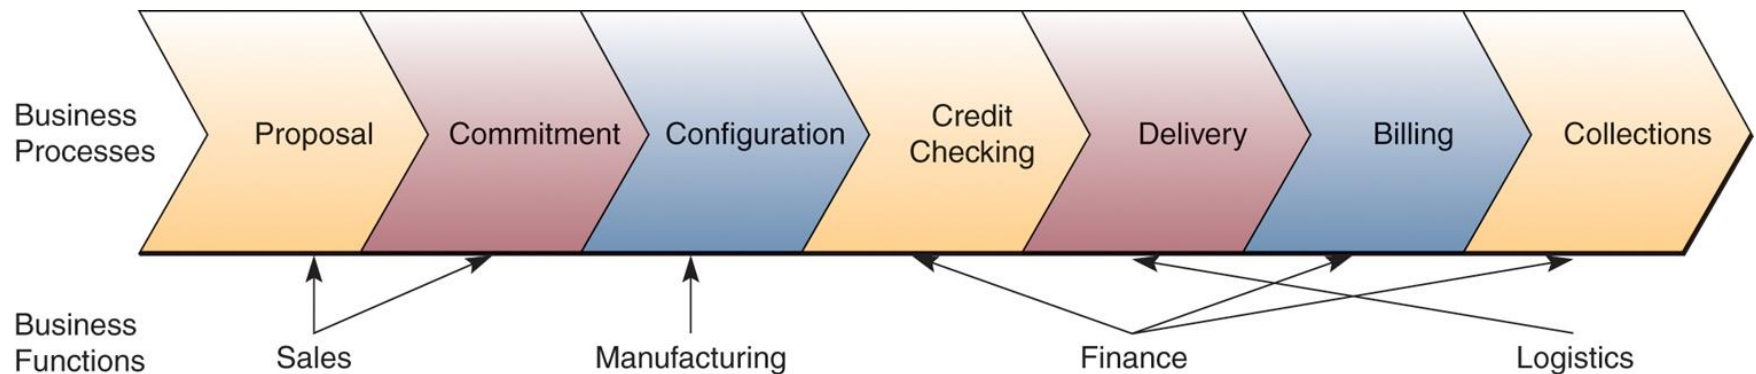 Business
Processes
Proposal
Commitment
Configuration
Credit
Checking
Delivery
Billing
Collections
Business
Functions
Sales
Manufacturing
Finance
Logistics